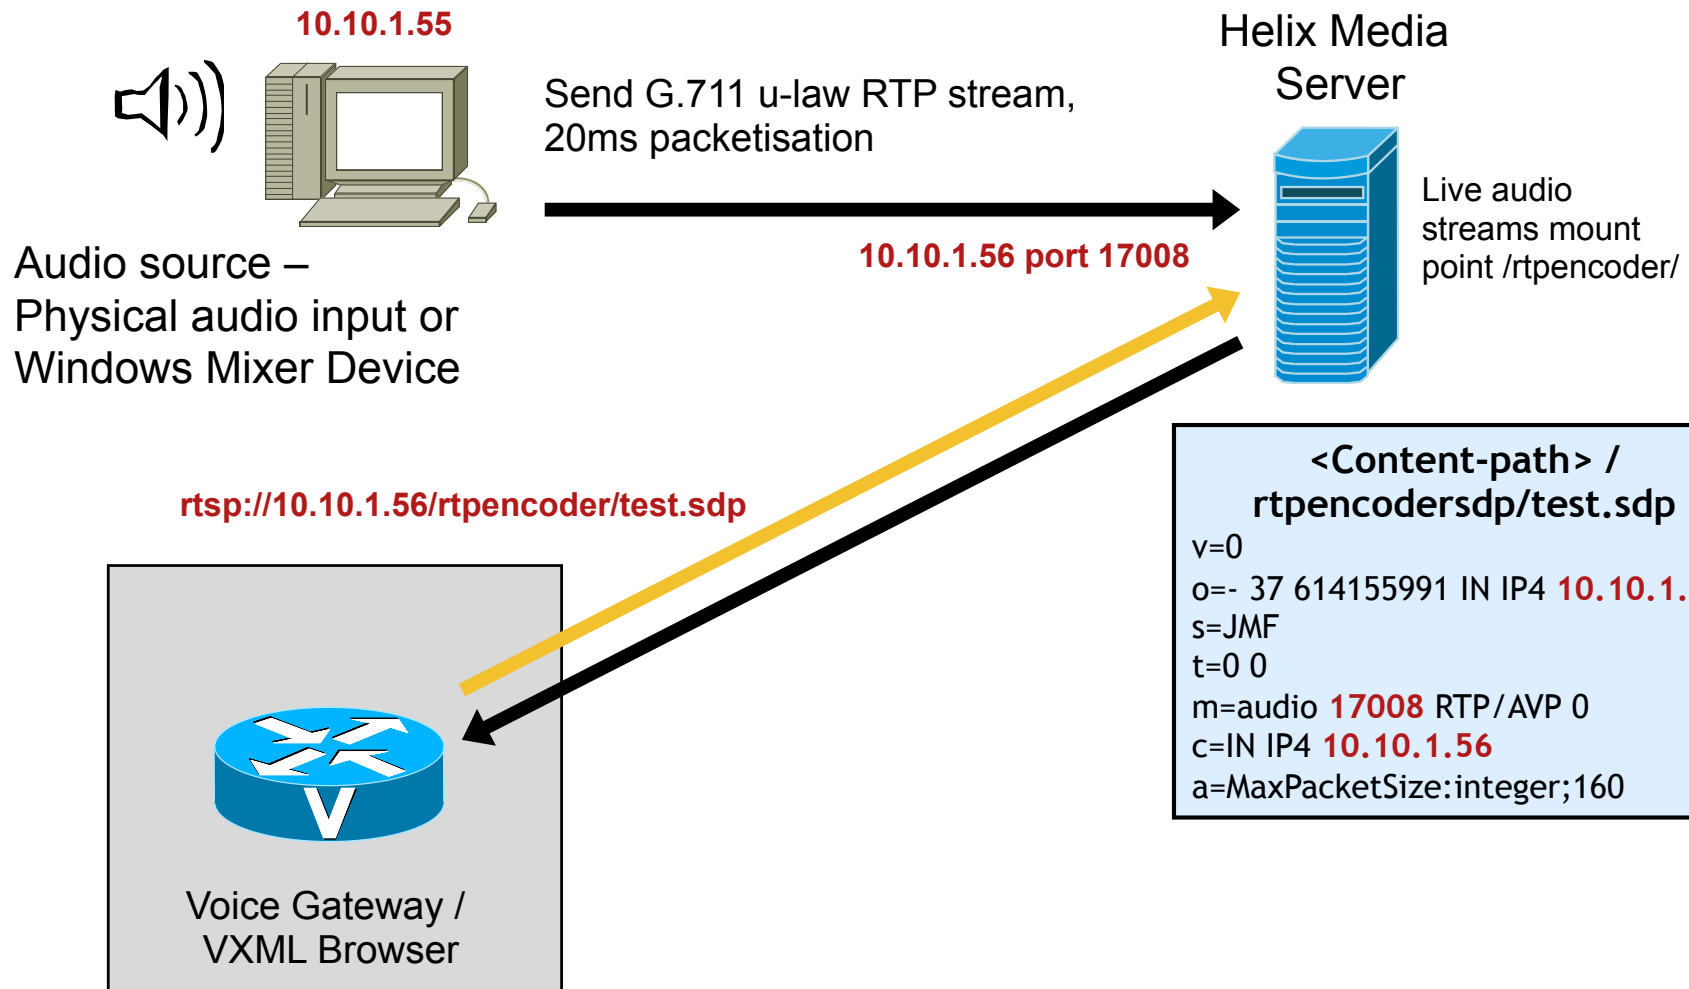 10.10.1.55
Helix Media
Server
Send G.711 u-law RTP stream,
20ms packetisation
Live audio
streams mount
point /rtpencoder/
10.10.1.56 port 17008
Audio source –
Physical audio input or
Windows Mixer Device
rtsp://10.10.1.56/rtpencoder/test.sdp
<Content-path> /
rtpencodersdp/test.sdp
v=0
o=- 37 614155991 IN IP4 10.10.1.
s=JMF
t=0 0
m=audio 17008 RTP/AVP 0
c=IN IP4 10.10.1.56
a=MaxPacketSize:integer;160
V
Voice Gateway /
VXML Browser